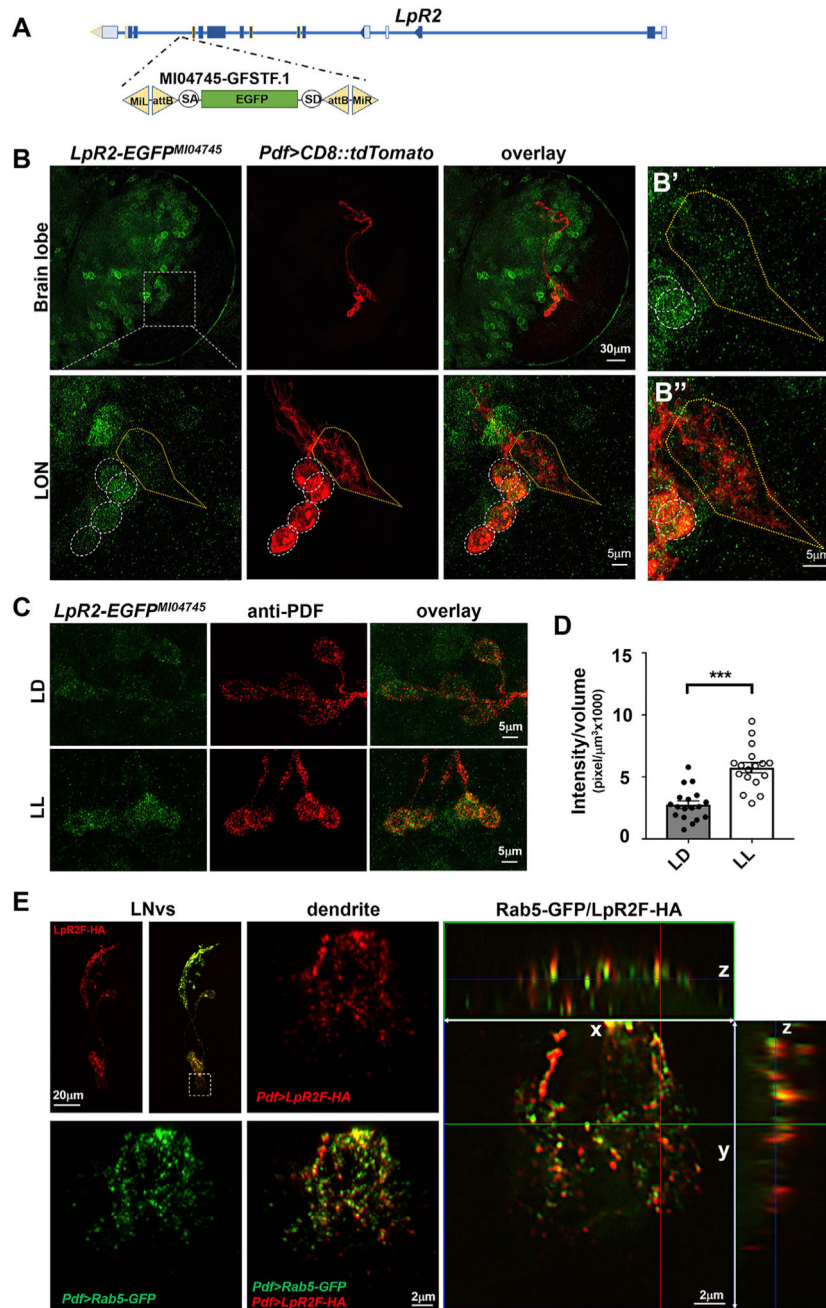 A
LpR2
MI04745-GFSTF.1
MiL attB SA EGFP SD attB MiR
B
LpR2-EGFPMI04745 Pdf>CD8::tdTomato overlay
Brain lobe
30μm
B'
LON
5μm
B"
5μm
C
LpR2-EGFPMI04745 anti-PDF overlay
LD
5μm
LL
5μm
D
Intensity/volume
(pixel/μm³x1000)
15
10
5
0
***
LD LL
E
LNvs dendrite Rab5-GFP/LpR2F-HA
LpR2F-HA
20μm
Pdf>LpR2F-HA
Pdf>Rab5-GFP
Pdf>Rab5-GFP
Pdf>LpR2F-HA
2μm
z
x
z
y
2μm